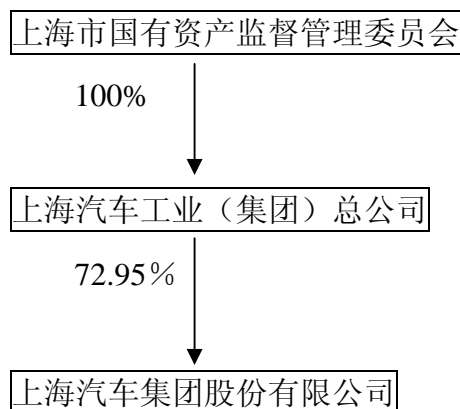 上海市国有资产监督管理委员会
100%
上海汽车工业（集团）总公司
72.95％
上海汽车集团股份有限公司